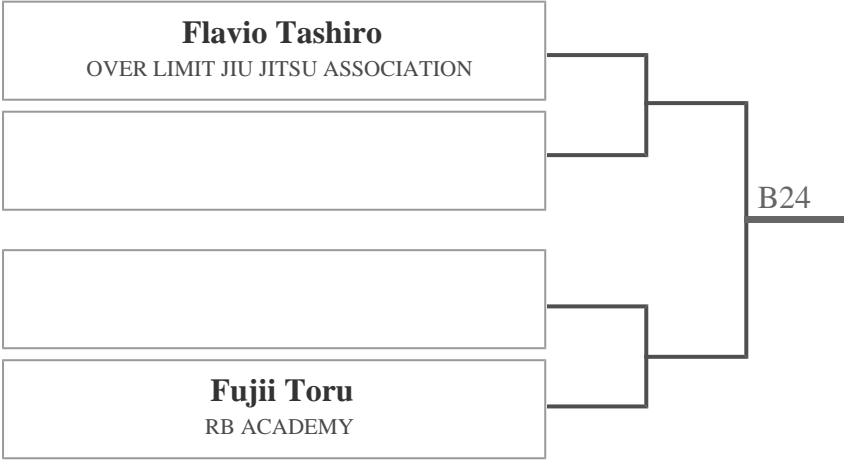 Flavio Tashiro
OVER LIMIT JIU JITSU ASSOCIATION
B24
Fujii Toru
RB ACADEMY